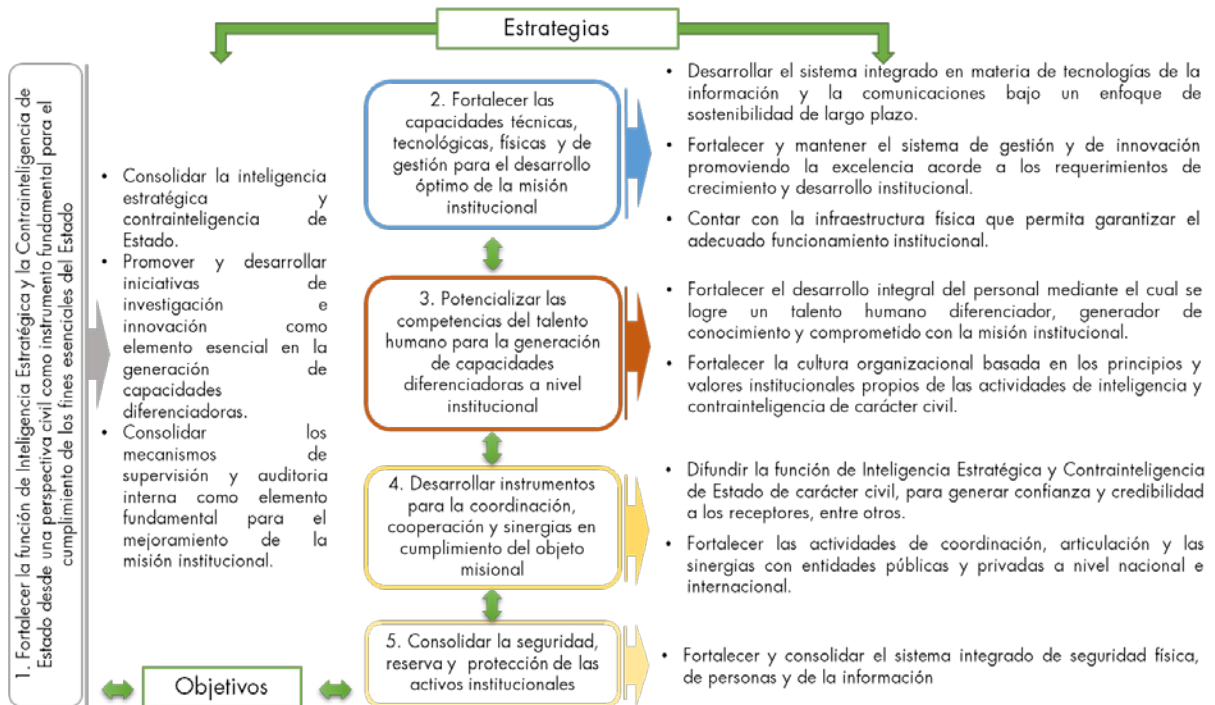 Estrategias
1. Fortalecer la función de Inteligencia Estratégica y la Contrainteligencia de
Estado desde una perspectiva civil como instrumento fundamental para el
cumplimiento de los fines esenciales del Estado
• Consolidar la inteligencia
estratégica y
contrainteligencia de
Estado.
• Promover y desarrollar
iniciativas de
investigación e
innovación como
elemento esencial en la
generación de
capacidades
diferenciadoras.
• Consolidar los
mecanismos de
supervisión y auditoria
interna como elemento
fundamental para el
mejoramiento de la
misión institucional.
2. Fortalecer las
capacidades técnicas,
tecnológicas, físicas y de
gestión para el desarrollo
óptimo de la misión
institucional
• Desarrollar el sistema integrado en materia de tecnologías de la
información y la comunicaciones bajo un enfoque de
sostenibilidad de largo plazo.
• Fortalecer y mantener el sistema de gestión y de innovación
promoviendo la excelencia acorde a los requerimientos de
crecimiento y desarrollo institucional.
• Contar con la infraestructura física que permita garantizar el
adecuado funcionamiento institucional.
3. Potencializar las
competencias del talento
humano para la generación
de capacidades
diferenciadoras a nivel
institucional
• Fortalecer el desarrollo integral del personal mediante el cual se
logre un talento humano diferenciador, generador de
conocimiento y comprometido con la misión institucional.
• Fortalecer la cultura organizacional basada en los principios y
valores institucionales propios de las actividades de inteligencia y
contrainteligencia de carácter civil.
4. Desarrollar instrumentos
para la coordinación,
cooperación y sinergias en
cumplimiento del objeto
misional
• Difundir la función de Inteligencia Estratégica y Contrainteligencia
de Estado de carácter civil, para generar confianza y credibilidad
a los receptores, entre otros.
• Fortalecer las actividades de coordinación, articulación y las
sinergias con entidades públicas y privadas a nivel nacional e
internacional.
5. Consolidar la seguridad,
reserva y protección de las
activos institucionales
• Fortalecer y consolidar el sistema integrado de seguridad física,
de personas y de la información
Objetivos